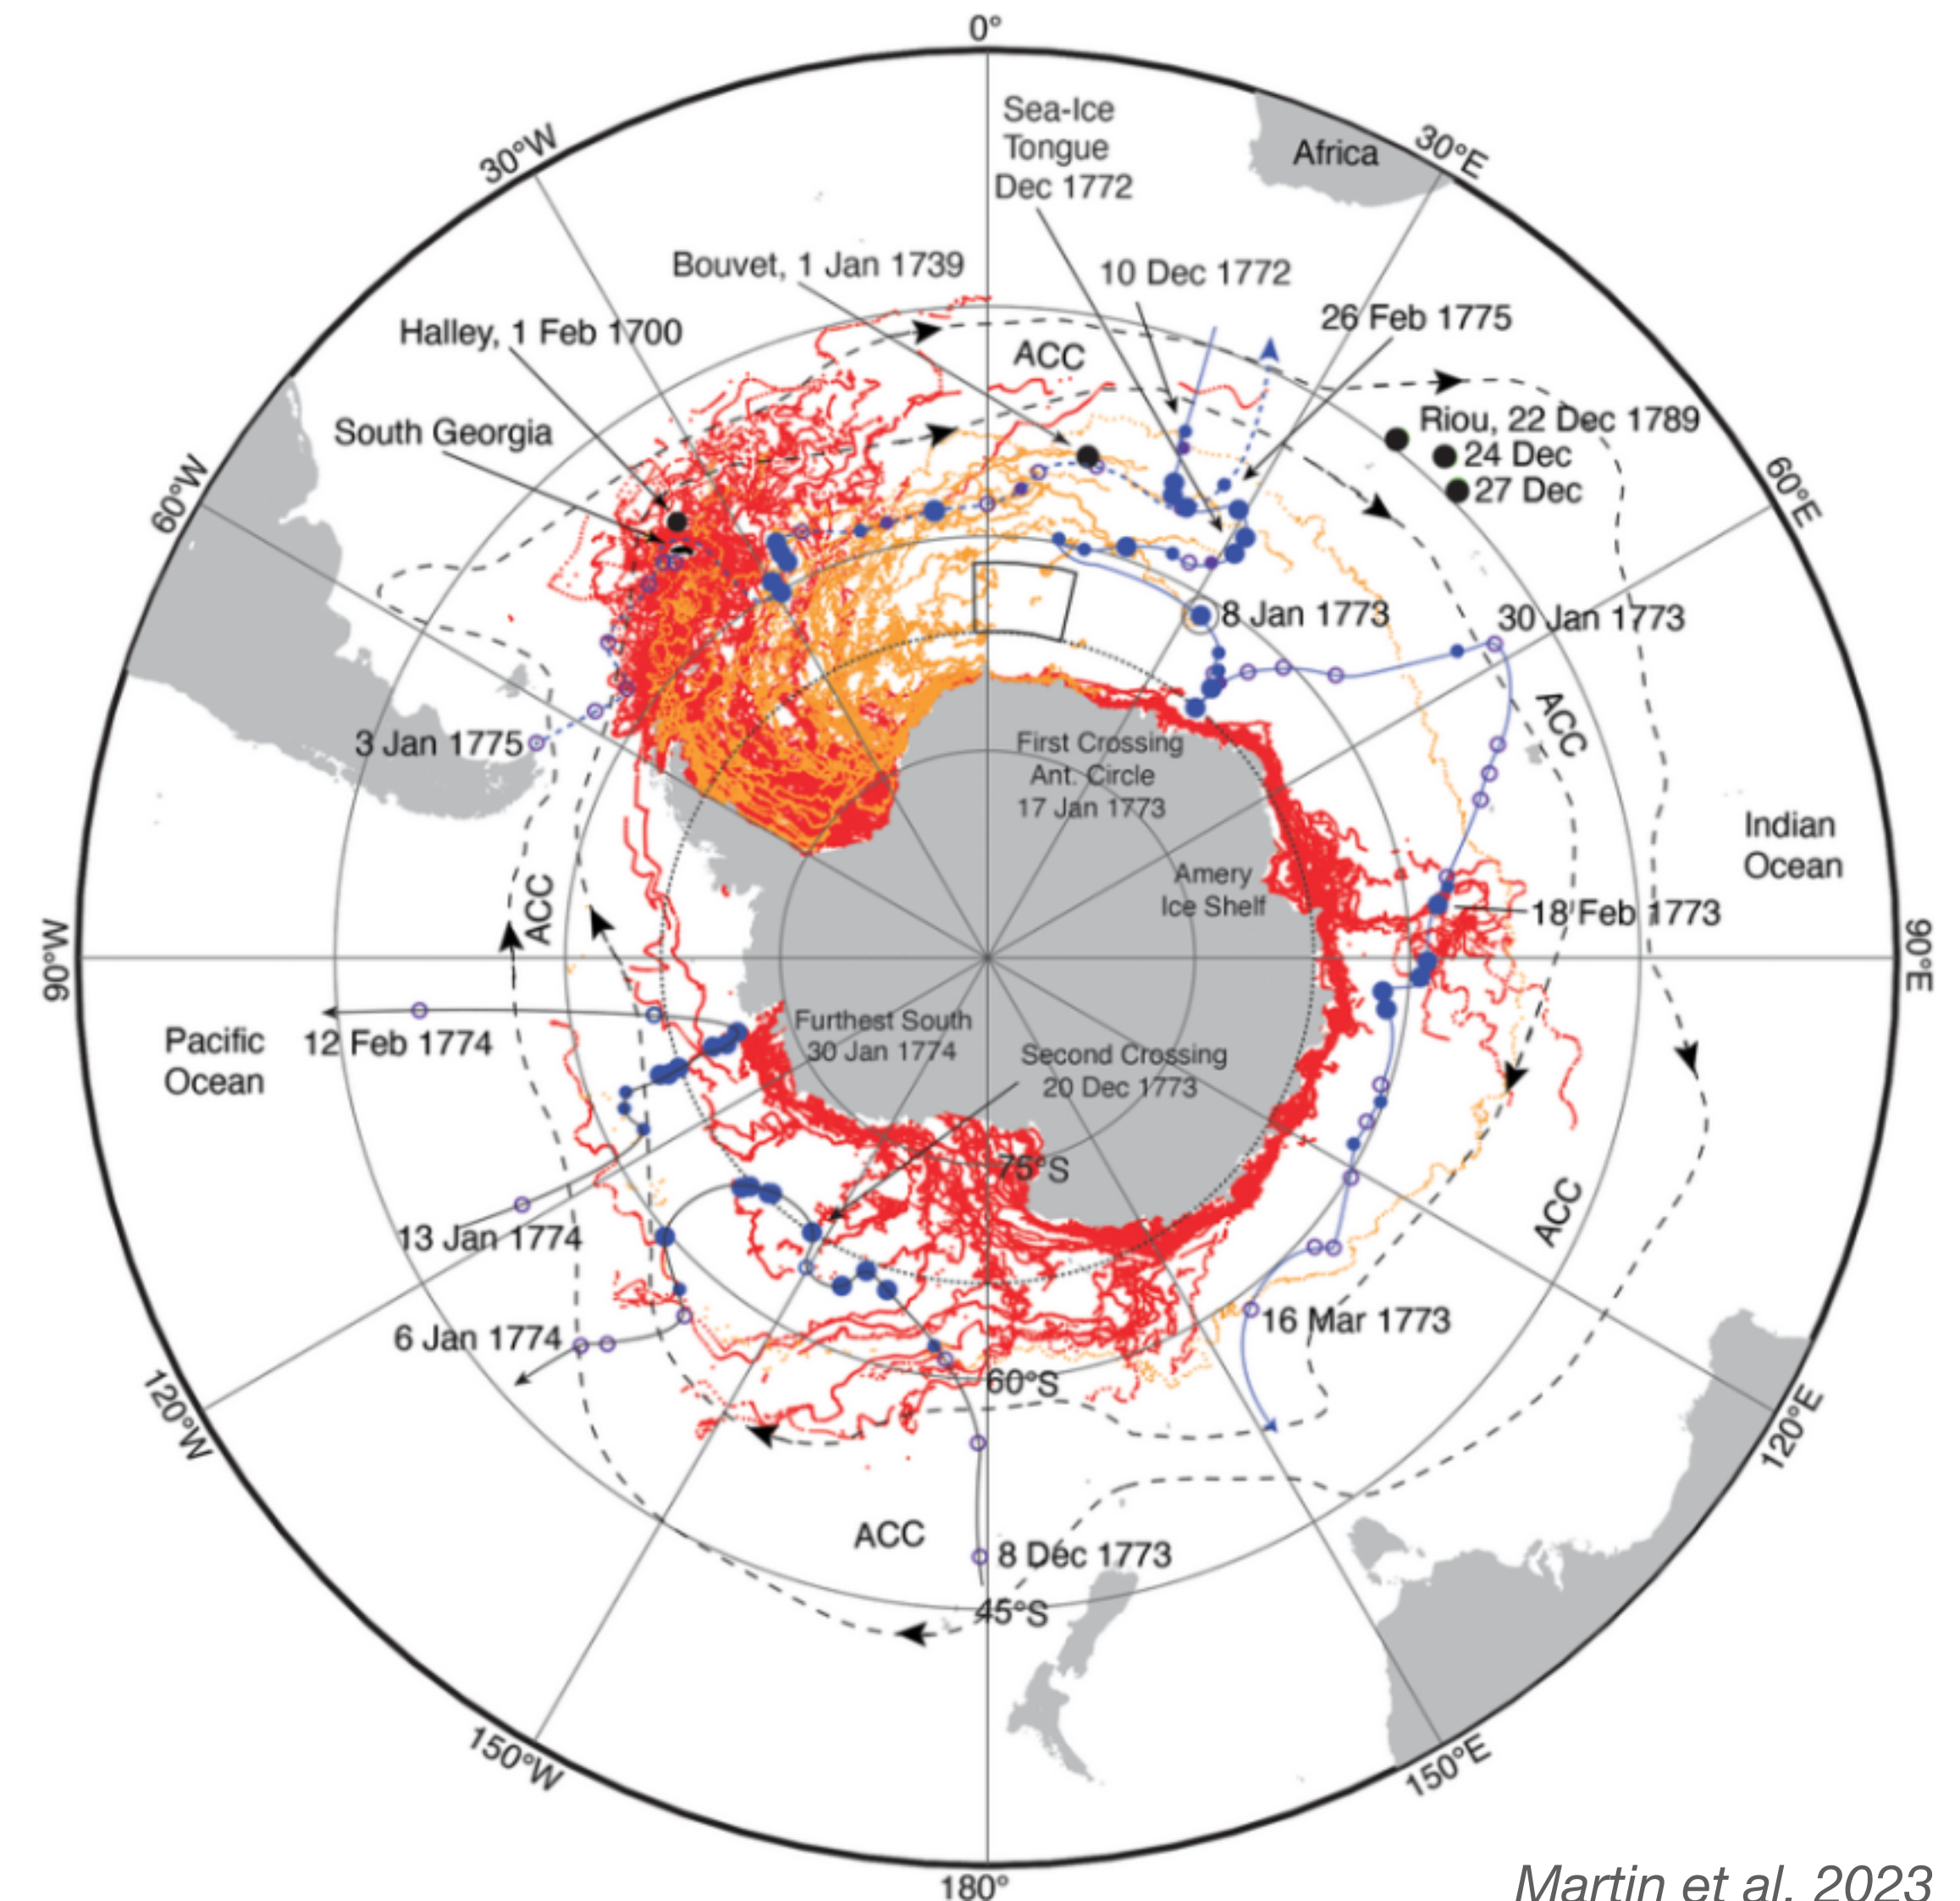 0°
30°W
30°E
60°W
60°E
90°W
90°E
120°W
120°E
150°W
150°E
180°
Sea-Ice
Tongue
Dec 1772
Africa
Bouvet, 1 Jan 1739
10 Dec 1772
26 Feb 1775
Halley, 1 Feb 1700
ACC
South Georgia
Riou, 22 Dec 1789
24 Dec
27 Dec
8 Jan 1773
30 Jan 1773
ACC
3 Jan 1775
First Crossing
Ant. Circle
17 Jan 1773
Indian
Ocean
Amery
Ice Shelf
ACC
18 Feb 1773
Pacific
Ocean
12 Feb 1774
Furthest South
30 Jan 1774
Second Crossing
20 Dec 1773
75°S
ACC
13 Jan 1774
6 Jan 1774
16 Mar 1773
60°S
ACC
8 Dec 1773
45°S
Martin et al. 2023